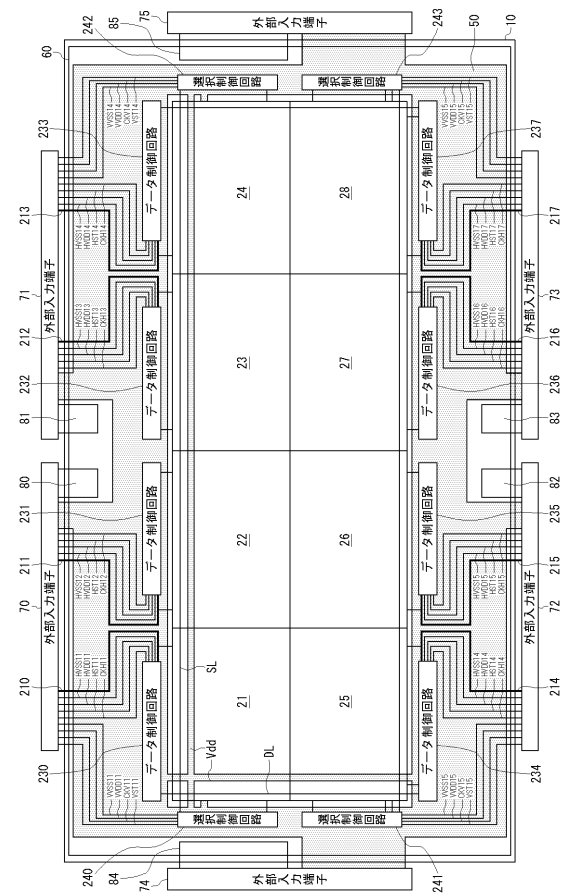 230
210
70
外部入力端子
211
231
80
81
232
212
71
外部入力端子
213
233
60
VVSS11
VVDD11
CKV11
VST11
HVSS11
HVDD11
HST11
CKH11
HVSS12
HVDD12
HST12
CKH12
HVSS13
HVDD13
HST13
CKH13
HVSS14
HVDD14
HST14
CKH14
VVSS14
VVDD14
CKV14
VST14
240
84
74
外部入力端子
データ制御回路
データ制御回路
データ制御回路
データ制御回路
242
85
75
外部入力端子
選択制御回路
SL
Vdd
DL
21
22
23
24
選択制御回路
選択制御回路
25
26
27
28
選択制御回路
241
データ制御回路
データ制御回路
データ制御回路
データ制御回路
243
VVSS15
VVDD15
CKV15
VST15
HVSS14
HVDD14
HST14
CKH14
HVSS15
HVDD15
HST15
CKH15
HVSS16
HVDD16
HST16
CKH16
HVSS17
HVDD17
HST17
CKH17
VVSS15
VVDD15
CKV15
VST15
50
10
外部入力端子
外部入力端子
234
214
72
215
235
82
83
236
216
73
217
237